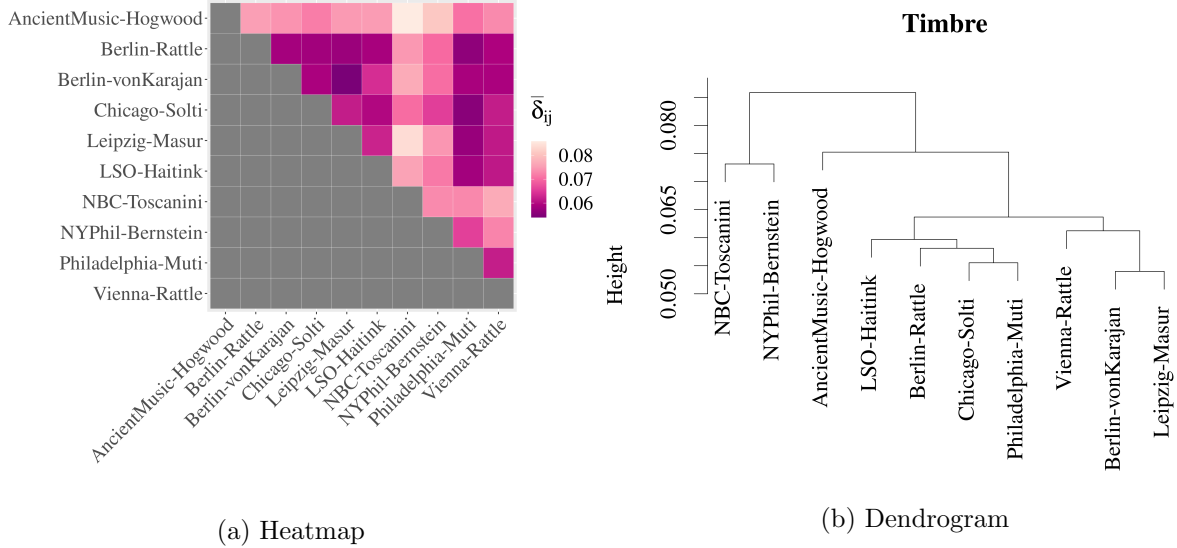 AncientMusic-Hogwood
Berlin-Rattle
Berlin-vonKarajan
Chicago-Solti
Leipzig-Masur
LSO-Haitink
NBC-Toscanini
NYPhil-Bernstein
Philadelphia-Muti
Vienna-Rattle
AncientMusic-Hogwood
Berlin-Rattle
Berlin-vonKarajan
Chicago-Solti
Leipzig-Masur
LSO-Haitink
NBC-Toscanini
NYPhil-Bernstein
Philadelphia-Muti
Vienna-Rattle
δ̅ij
0.08
0.07
0.06
(a) Heatmap
Timbre
Height
0.080
0.065
0.050
NBC-Toscanini
NYPhil-Bernstein
AncientMusic-Hogwood
LSO-Haitink
Berlin-Rattle
Chicago-Solti
Philadelphia-Muti
Vienna-Rattle
Berlin-vonKarajan
Leipzig-Masur
(b) Dendrogram